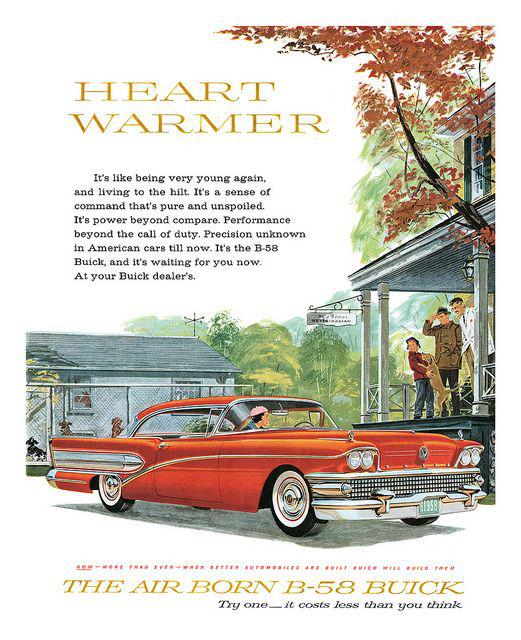 HEART
WARMER
It's like being very young again,
and living to the hilt. It's a sense of
command that's pure and unspoiled.
It's power beyond compare. Performance
beyond the call of duty. Precision unknown
in American cars till now. It's the B-58
Buick, and it's waiting for you now.
At your Buick dealer's.
VETERINARIAN
NOW—MORE THAN EVER—WHEN BETTER AUTOMOBILES ARE BUILT BUICK WILL BUILD THEM
THE AIR BORN B-58 BUICK
Try one—it costs less than you think.